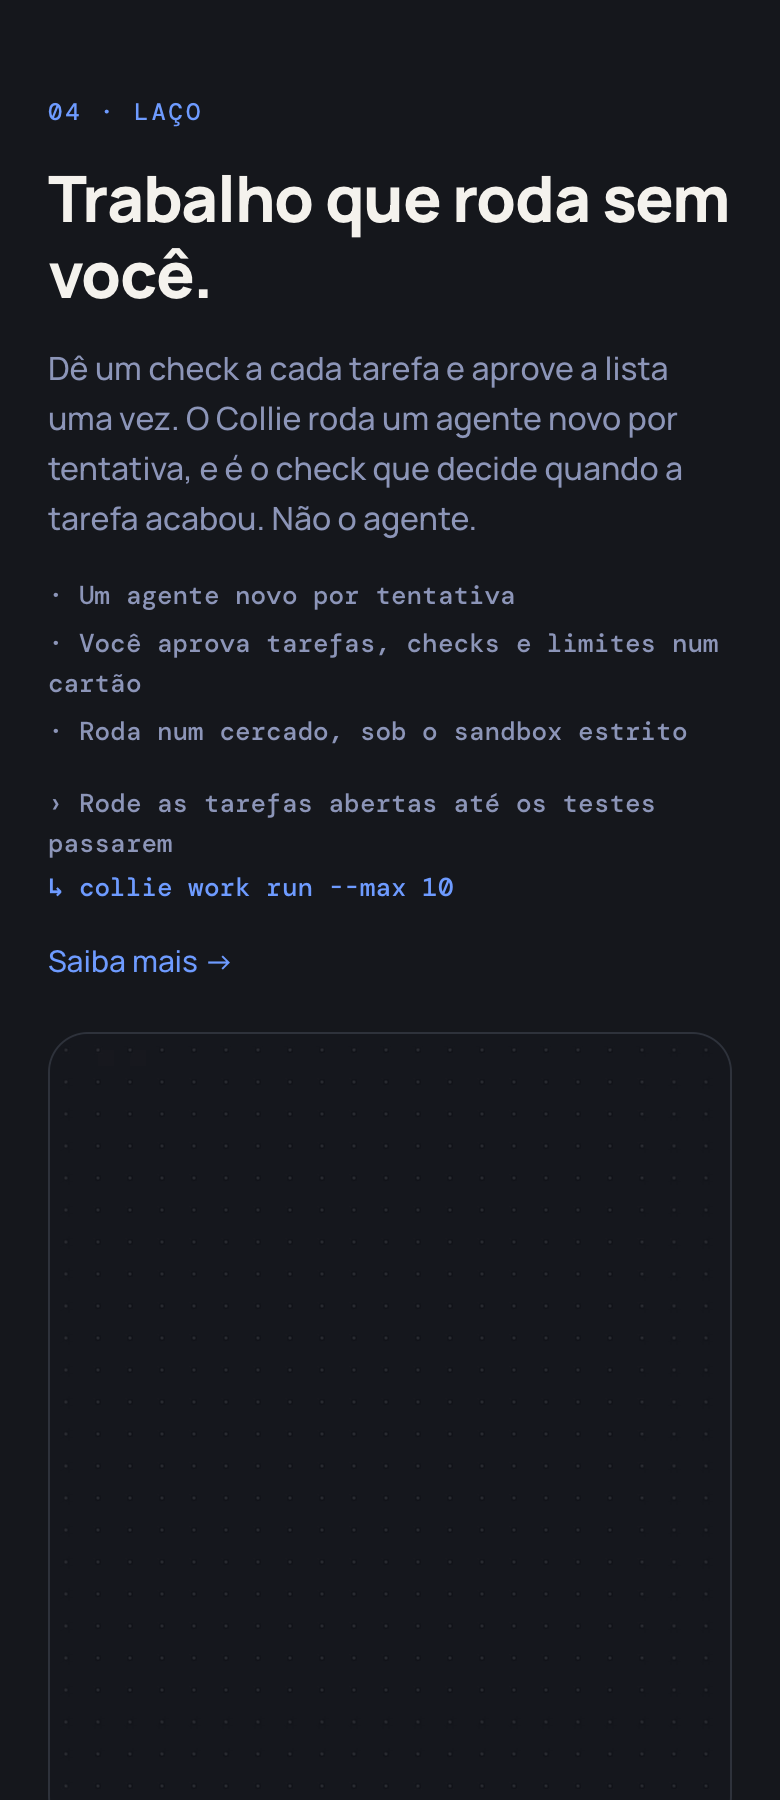 04 · LAÇO
Trabalho que roda sem
você.
Dê um check a cada tarefa e aprove a lista
uma vez. O Collie roda um agente novo por
tentativa, e é o check que decide quando a
tarefa acabou. Não o agente.
· Um agente novo por tentativa
· Você aprova tarefas, checks e limites num
cartão
· Roda num cercado, sob o sandbox estrito
› Rode as tarefas abertas até os testes
passarem
↳ collie work run --max 10
Saiba mais →